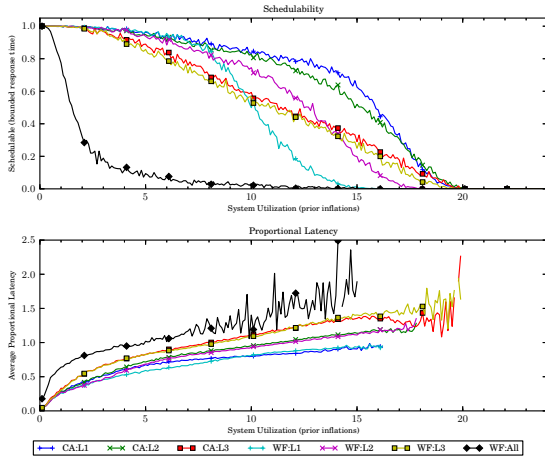 Schedulability
Schedulable (bounded response time)
1.0
0.8
0.6
0.4
0.2
0.0
0 5 10 15 20
System Utilization (prior inflations)
Proportional Latency
Average Proportional Latency
2.5
2.0
1.5
1.0
0.5
0.0
0 5 10 15 20
System Utilization (prior inflations)
CA:L1 CA:L2 CA:L3 WF:L1 WF:L2 WF:L3 WF:All